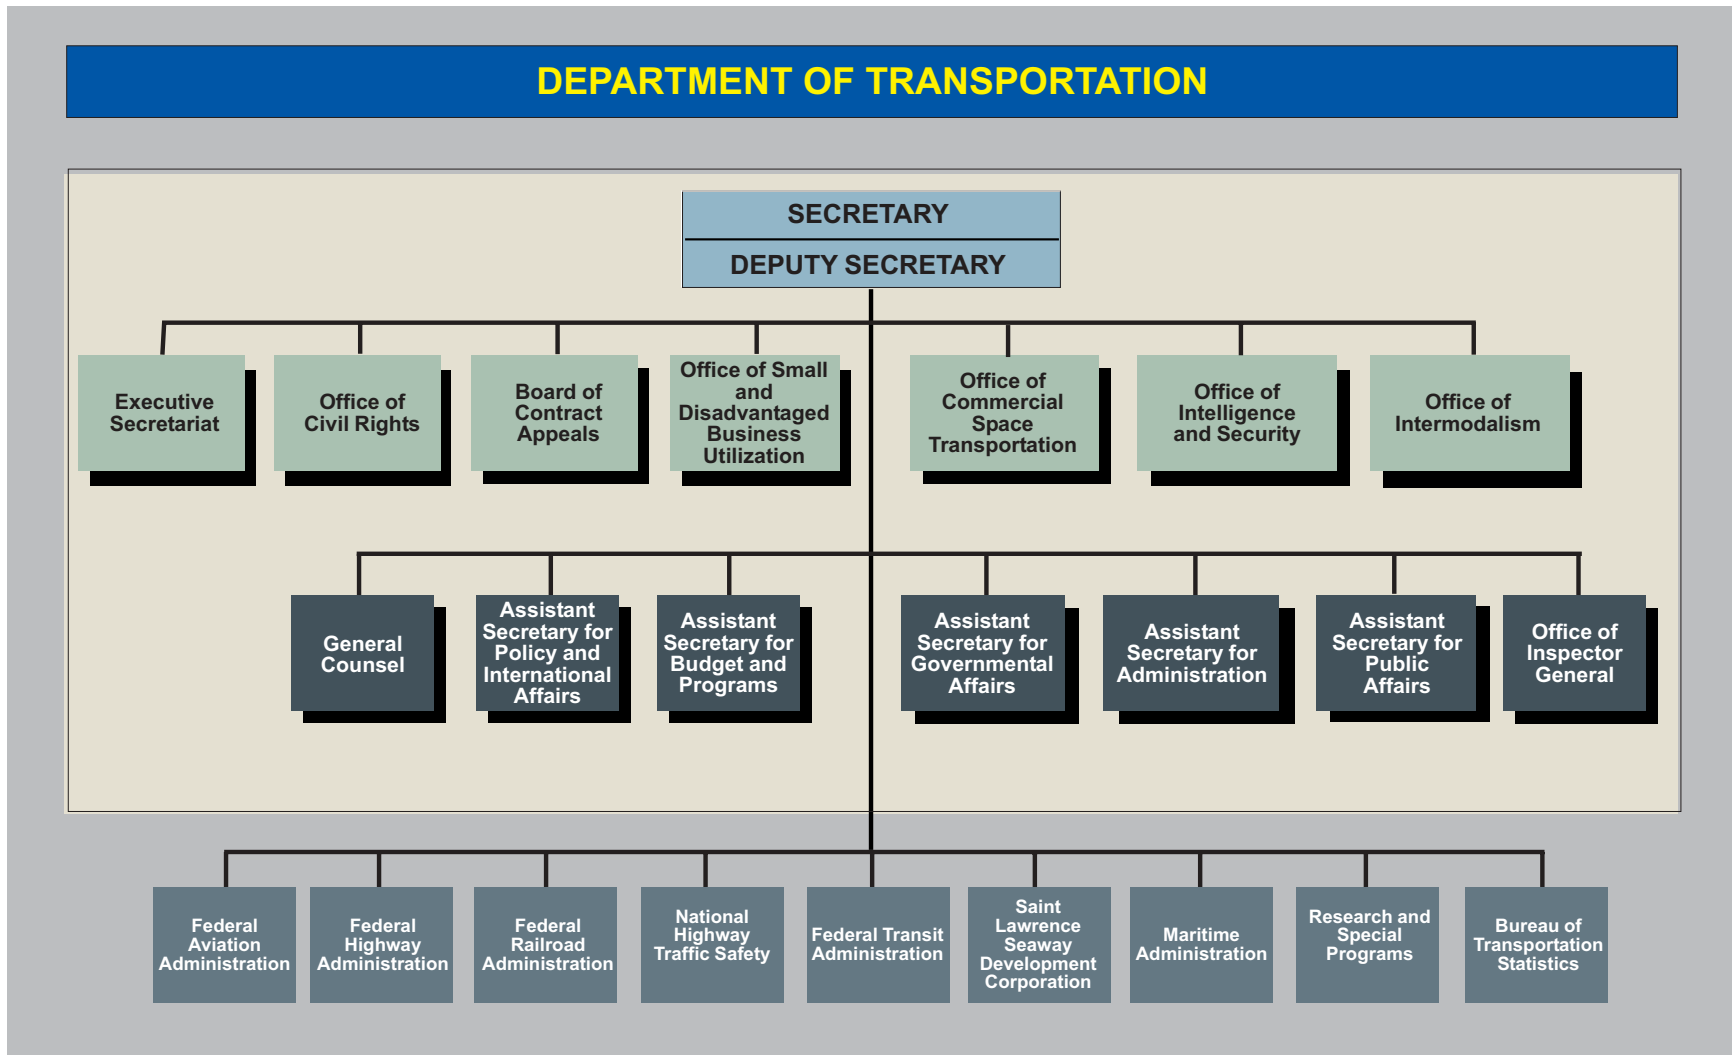 DEPARTMENT OF TRANSPORTATION
SECRETARY
DEPUTY SECRETARY
Executive
Secretariat
Office of
Civil Rights
Board of
Contract
Appeals
Office of Small
and
Disadvantaged
Business
Utilization
Office of
Commercial
Space
Transportation
Office of
Intelligence
and Security
Office of
Intermodalism
General
Counsel
Assistant
Secretary for
Policy and
International
Affairs
Assistant
Secretary for
Budget and
Programs
Assistant
Secretary for
Governmental
Affairs
Assistant
Secretary for
Administration
Assistant
Secretary for
Public
Affairs
Office of
Inspector
General
Federal
Aviation
Administration
Federal
Highway
Administration
Federal
Railroad
Administration
National
Highway
Traffic Safety
Federal Transit
Administration
Saint
Lawrence
Seaway
Development
Corporation
Maritime
Administration
Research and
Special
Programs
Bureau of
Transportation
Statistics